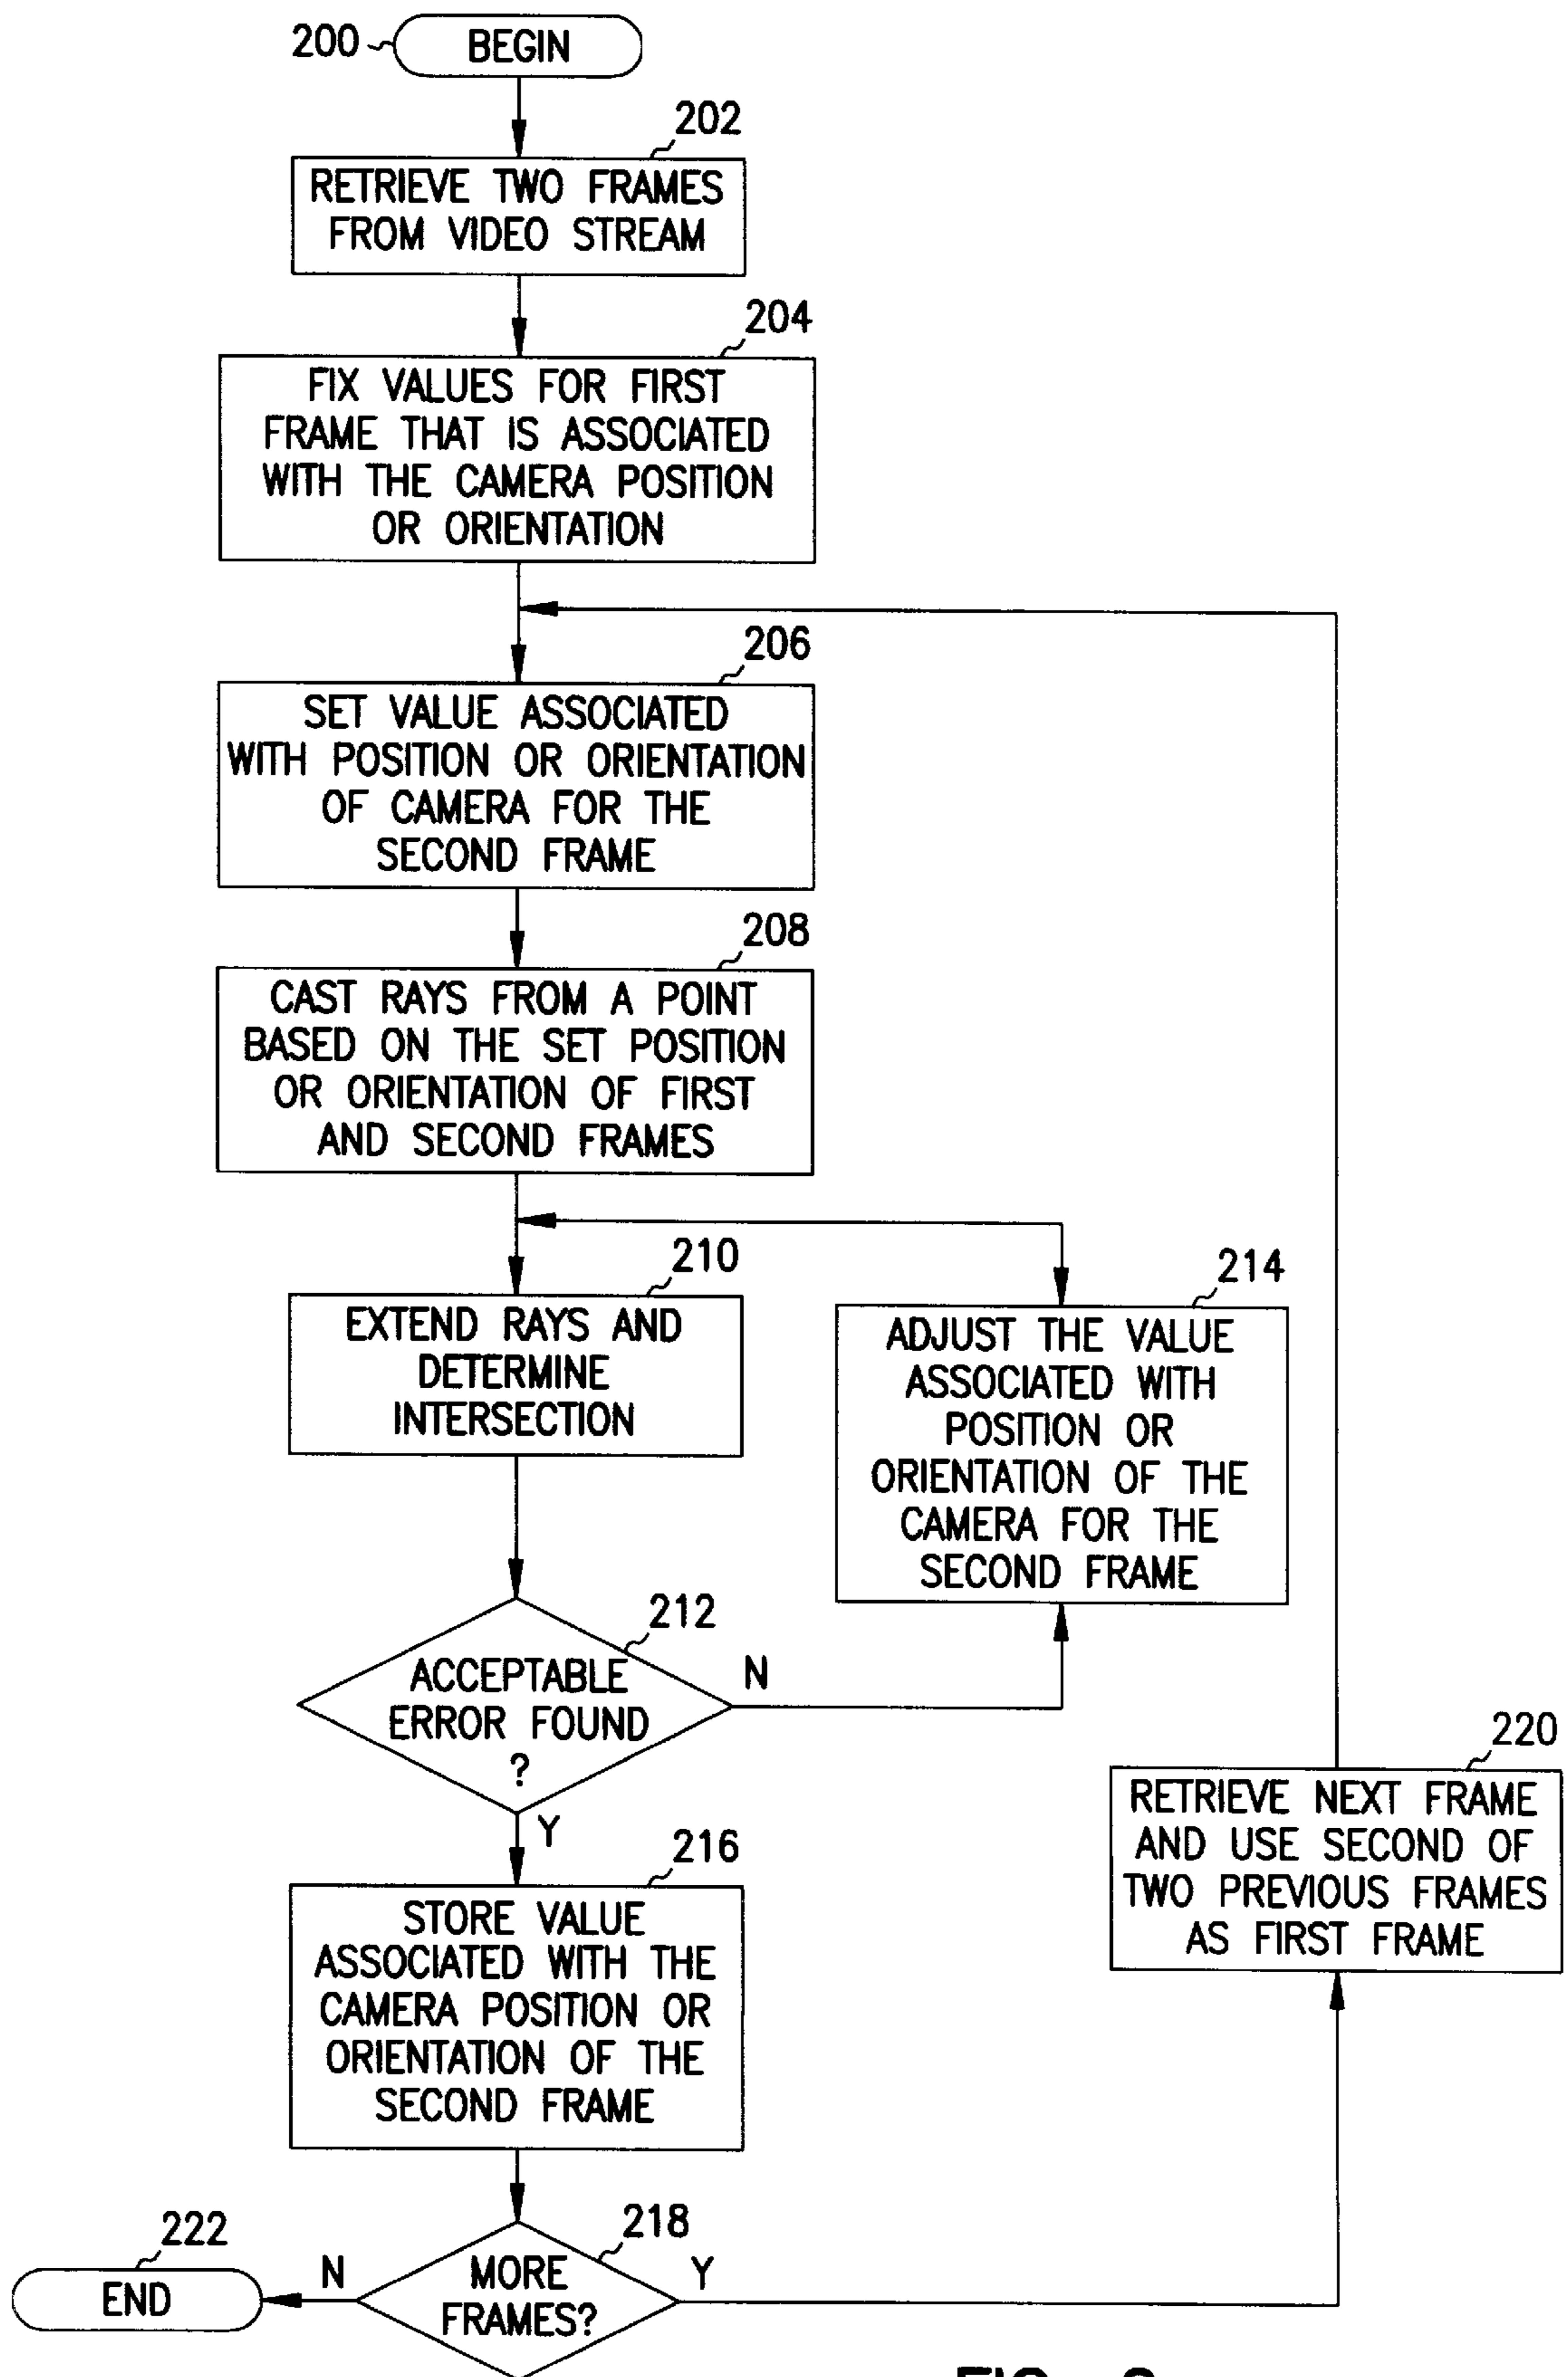 200
BEGIN
202
RETRIEVE TWO FRAMES
FROM VIDEO STREAM
204
FIX VALUES FOR FIRST
FRAME THAT IS ASSOCIATED
WITH THE CAMERA POSITION
OR ORIENTATION
206
SET VALUE ASSOCIATED
WITH POSITION OR ORIENTATION
OF CAMERA FOR THE
SECOND FRAME
208
CAST RAYS FROM A POINT
BASED ON THE SET POSITION
OR ORIENTATION OF FIRST
AND SECOND FRAMES
210
EXTEND RAYS AND
DETERMINE
INTERSECTION
214
ADJUST THE VALUE
ASSOCIATED WITH
POSITION OR
ORIENTATION OF THE
CAMERA FOR THE
SECOND FRAME
212
ACCEPTABLE
ERROR FOUND
?
N
Y
216
STORE VALUE
ASSOCIATED WITH THE
CAMERA POSITION OR
ORIENTATION OF THE
SECOND FRAME
220
RETRIEVE NEXT FRAME
AND USE SECOND OF
TWO PREVIOUS FRAMES
AS FIRST FRAME
218
MORE
FRAMES?
Y
N
222
END